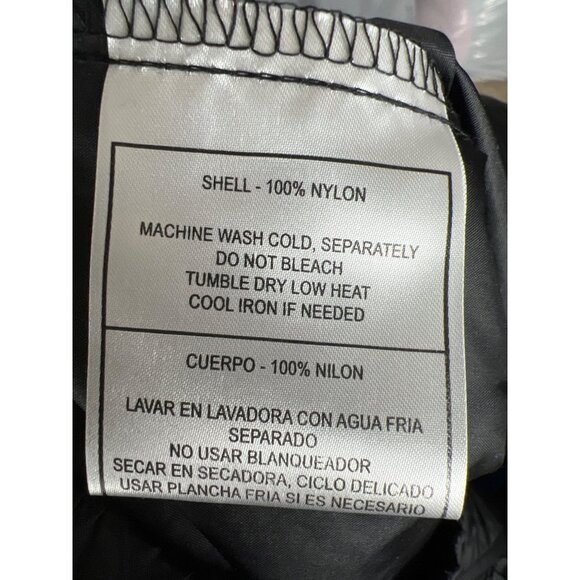 SHELL - 100% NYLON
MACHINE WASH COLD, SEPARATELY
DO NOT BLEACH
TUMBLE DRY LOW HEAT
COOL IRON IF NEEDED
CUERPO - 100% NILON
LAVAR EN LAVADORA CON AGUA FRIA
SEPARADO
NO USAR BLANQUEADOR
SECAR EN SECADORA, CICLO DELICADO
USAR PLANCHA FRIA SI ES NECESARIO